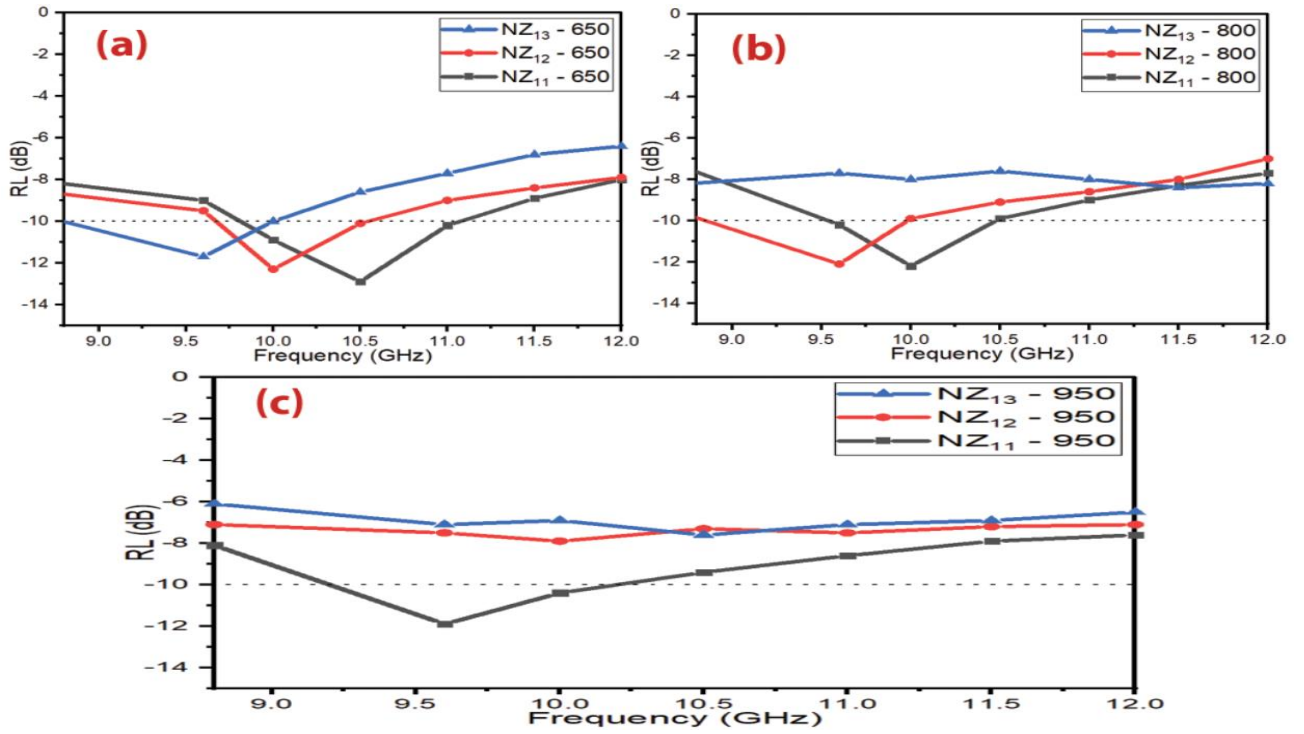 (a)
NZ₁₃ - 650
NZ₁₂ - 650
NZ₁₁ - 650
RL (dB)
0
-2
-4
-6
-8
-10
-12
-14
9.0 9.5 10.0 10.5 11.0 11.5 12.0
Frequency (GHz)
(b)
NZ₁₃ - 800
NZ₁₂ - 800
NZ₁₁ - 800
RL (dB)
0
-2
-4
-6
-8
-10
-12
-14
9.0 9.5 10.0 10.5 11.0 11.5 12.0
Frequency (GHz)
(c)
NZ₁₃ - 950
NZ₁₂ - 950
NZ₁₁ - 950
RL (dB)
0
-2
-4
-6
-8
-10
-12
-14
9.0 9.5 10.0 10.5 11.0 11.5 12.0
Frequency (GHz)